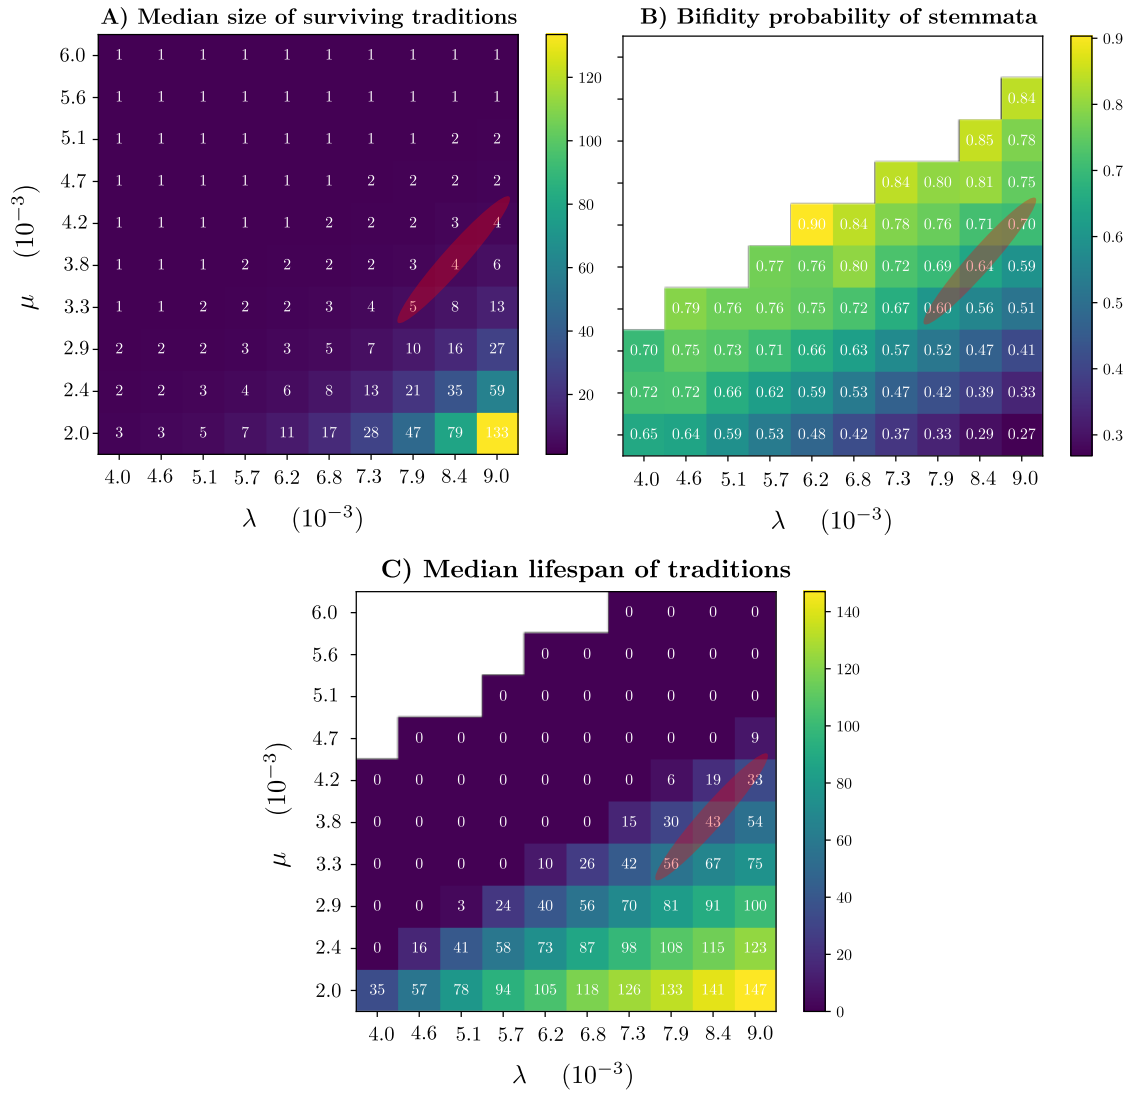 A) Median size of surviving traditions
6.0 1 1 1 1 1 1 1 1 1 1
5.6 1 1 1 1 1 1 1 1 1 1
5.1 1 1 1 1 1 1 1 1 2 2
4.7 1 1 1 1 1 1 2 2 2 2
4.2 1 1 1 1 1 2 2 2 3 4
3.8 1 1 1 2 2 2 2 3 4 6
3.3 1 1 2 2 2 3 4 5 8 13
2.9 2 2 2 3 3 5 7 10 16 27
2.4 2 2 3 4 6 8 13 21 35 59
2.0 3 3 5 7 11 17 28 47 79 133
4.0 4.6 5.1 5.7 6.2 6.8 7.3 7.9 8.4 9.0
λ (10⁻³)
μ (10⁻³)
120
100
80
60
40
20
B) Bifidity probability of stemmata
0.84
0.85 0.78
0.84 0.80 0.81 0.75
0.90 0.84 0.78 0.76 0.71 0.70
0.77 0.76 0.80 0.72 0.69 0.64 0.59
0.79 0.76 0.76 0.75 0.72 0.67 0.60 0.56 0.51
0.70 0.75 0.73 0.71 0.66 0.63 0.57 0.52 0.47 0.41
0.72 0.72 0.66 0.62 0.59 0.53 0.47 0.42 0.39 0.33
0.65 0.64 0.59 0.53 0.48 0.42 0.37 0.33 0.29 0.27
4.0 4.6 5.1 5.7 6.2 6.8 7.3 7.9 8.4 9.0
λ (10⁻³)
0.9
0.8
0.7
0.6
0.5
0.4
0.3
C) Median lifespan of traditions
6.0 0 0 0 0
5.6 0 0 0 0 0 0
5.1 0 0 0 0 0 0 0
4.7 0 0 0 0 0 0 0 0 9
4.2 0 0 0 0 0 0 0 6 19 33
3.8 0 0 0 0 0 0 15 30 43 54
3.3 0 0 0 0 10 26 42 56 67 75
2.9 0 0 3 24 40 56 70 81 91 100
2.4 0 16 41 58 73 87 98 108 115 123
2.0 35 57 78 94 105 118 126 133 141 147
4.0 4.6 5.1 5.7 6.2 6.8 7.3 7.9 8.4 9.0
λ (10⁻³)
μ (10⁻³)
140
120
100
80
60
40
20
0